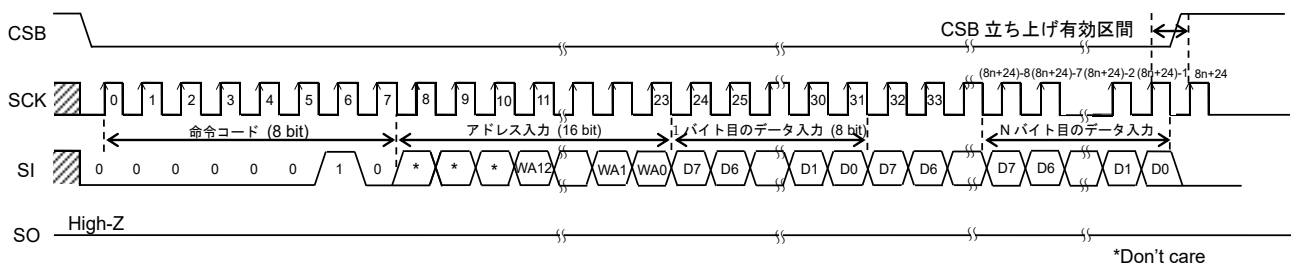 CSB
CSB 立ち上げ有効区間
(8n+24)-8 (8n+24)-7 (8n+24)-2 (8n+24)-1 8n+24
SCK
0 1 2 3 4 5 6 7 8 9 10 11 23 24 25 30 31 32 33
命令コード (8 bit) アドレス入力 (16 bit) 1 バイト目のデータ入力 (8 bit) N バイト目のデータ入力
SI
0 0 0 0 0 0 1 0 * * * WA12 WA1 WA0 D7 D6 D1 D0 D7 D6 D7 D6 D1 D0
High-Z
SO
*Don't care